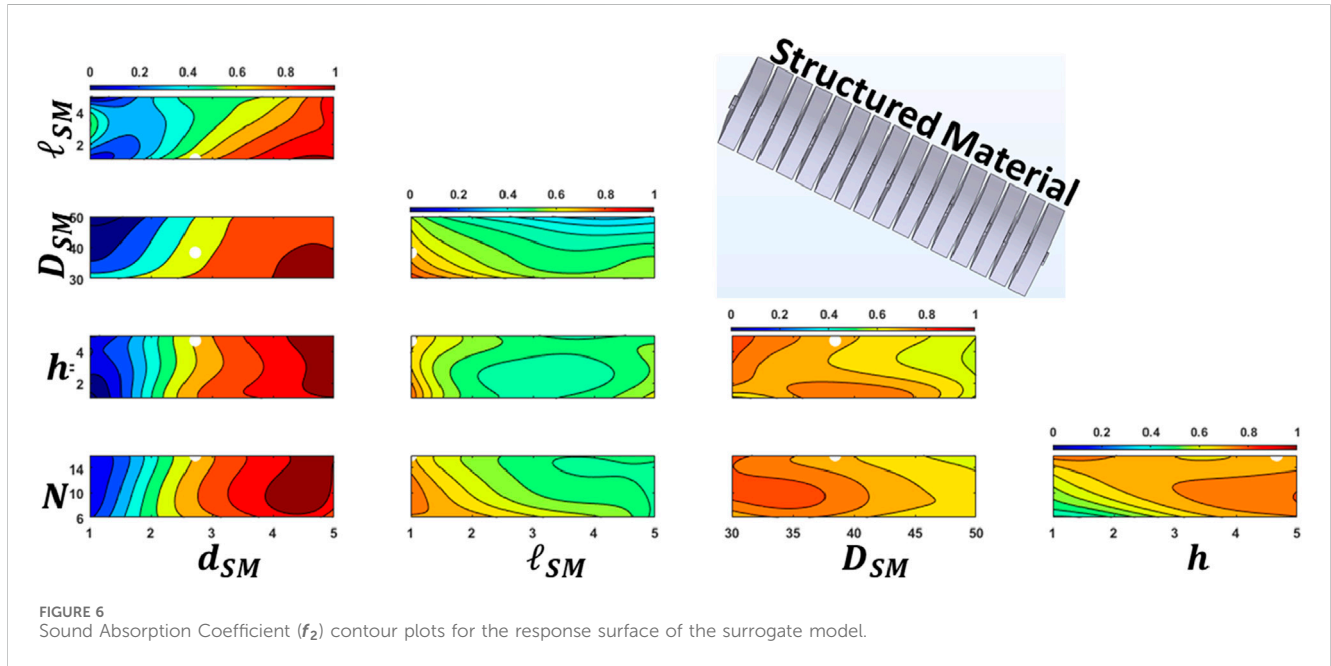 0 0.2 0.4 0.6 0.8 1
ℓSM
4
2
Structured Material
DSM
50
40
30
0 0.2 0.4 0.6 0.8 1
h
4
2
0 0.2 0.4 0.6 0.8 1
N
14
10
6
0 0.2 0.4 0.6 0.8 1
1 2 3 4 5
1 2 3 4 5
30 35 40 45 50
1 2 3 4 5
dSM
ℓSM
DSM
h
FIGURE 6
Sound Absorption Coefficient (f2) contour plots for the response surface of the surrogate model.